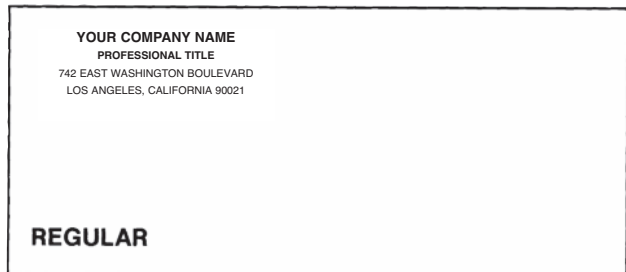 YOUR COMPANY NAME
PROFESSIONAL TITLE
742 EAST WASHINGTON BOULEVARD
LOS ANGELES, CALIFORNIA 90021
REGULAR